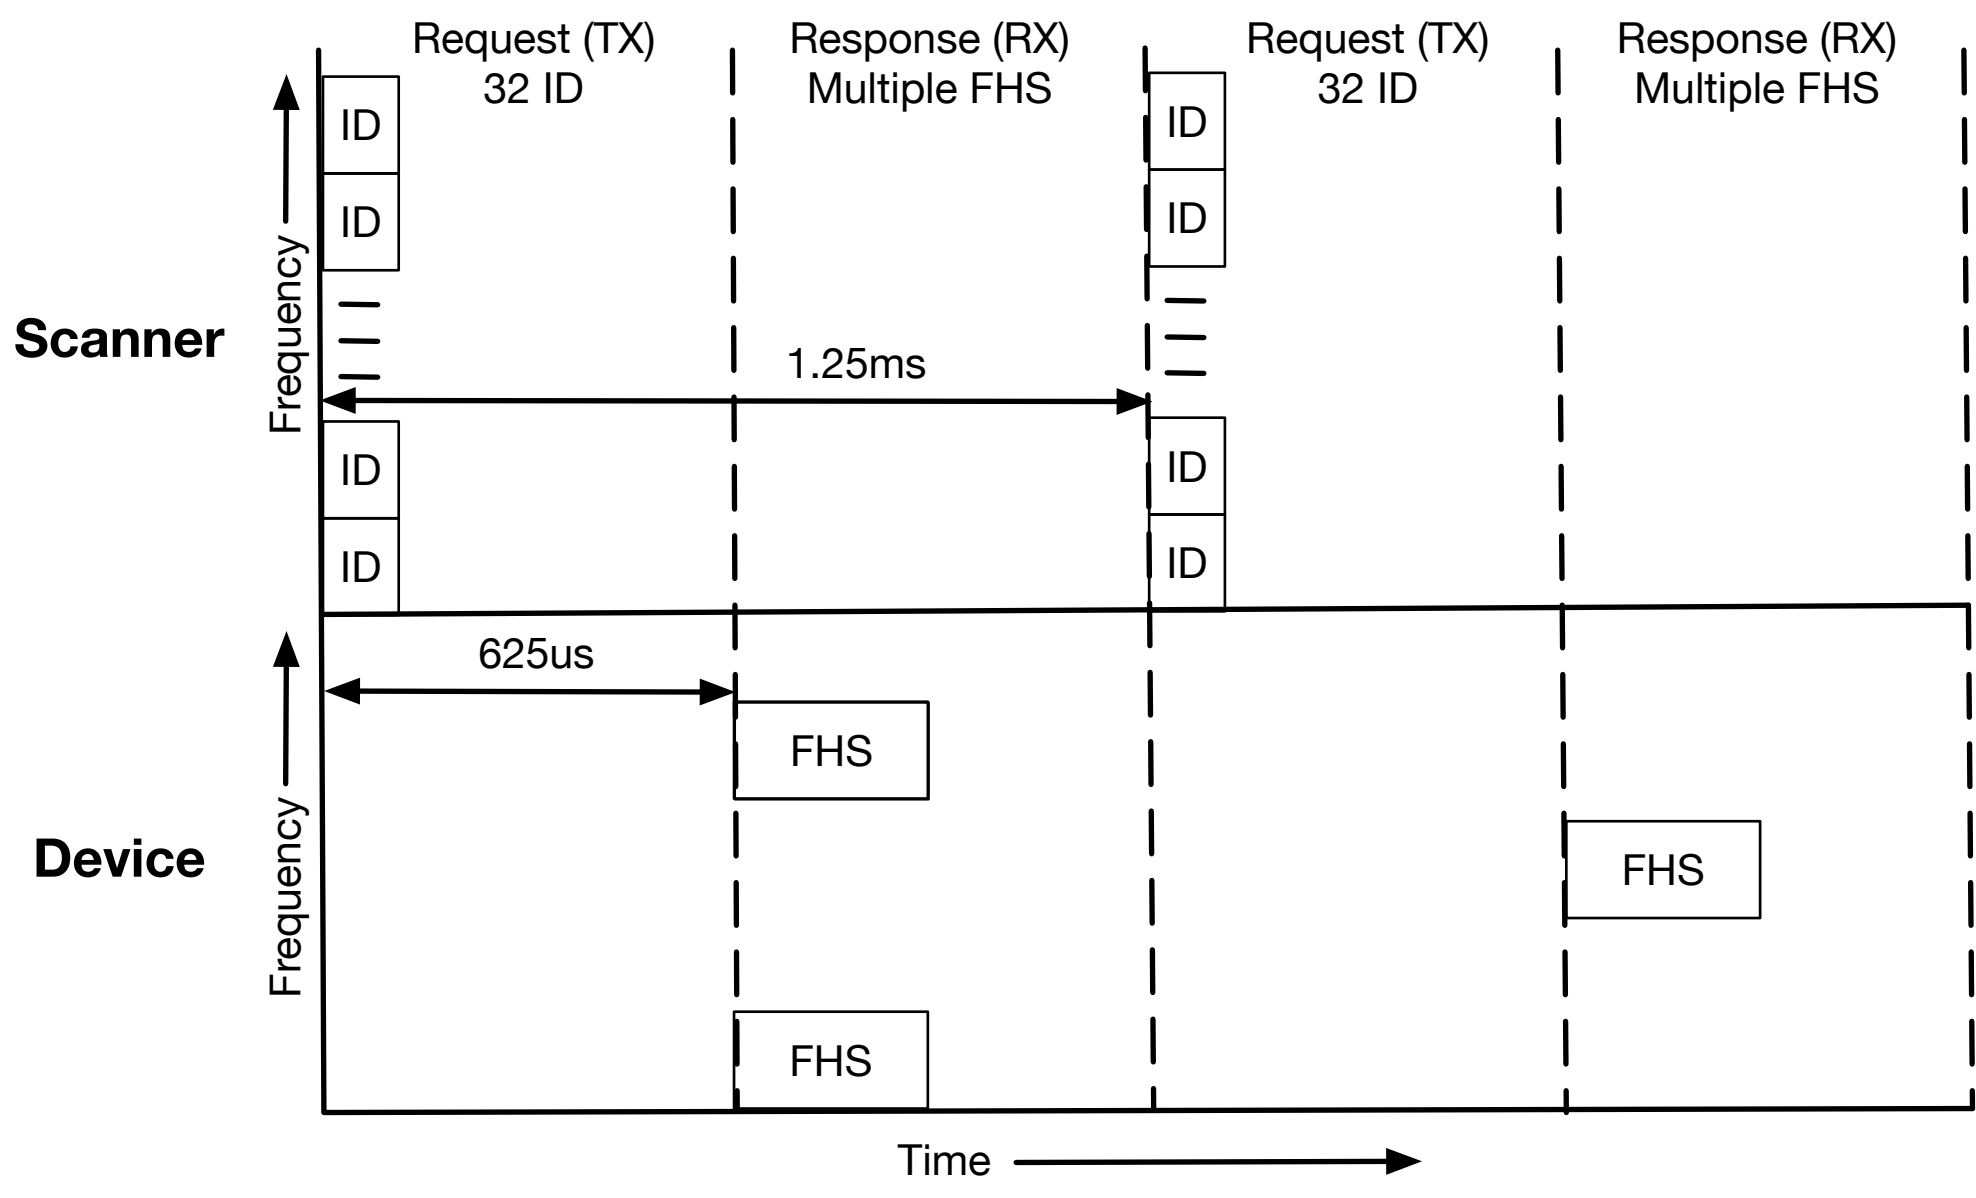 Request (TX)
32 ID
Response (RX)
Multiple FHS
Request (TX)
32 ID
Response (RX)
Multiple FHS
Scanner
Frequency
ID
ID
ID
ID
ID
ID
ID
ID
1.25ms
Device
Frequency
625us
FHS
FHS
FHS
Time